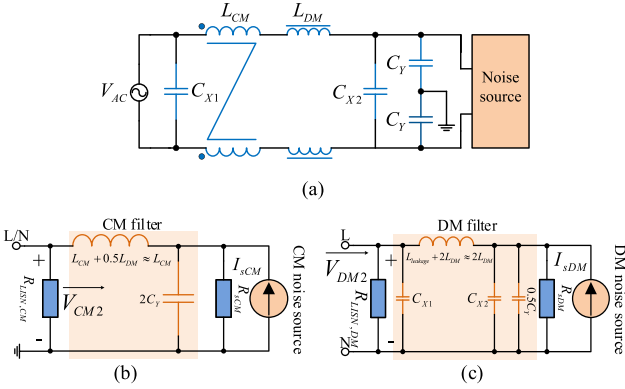 L_CM L_DM
V_AC C_X1 C_X2 C_Y C_Y Noise source
(a)
CM filter
L/N
L_CM + 0.5L_DM ≈ L_CM
+
R_LISN_CM V_CM2 2C_Y R_sCM I_sCM CM noise source
-
(b)
DM filter
L
L_leakage + 2L_DM ≈ 2L_DM
+
V_DM2 R_LISN_DM C_X1 C_X2 0.5C_Y R_sDM I_sDM DM noise source
-
N
(c)